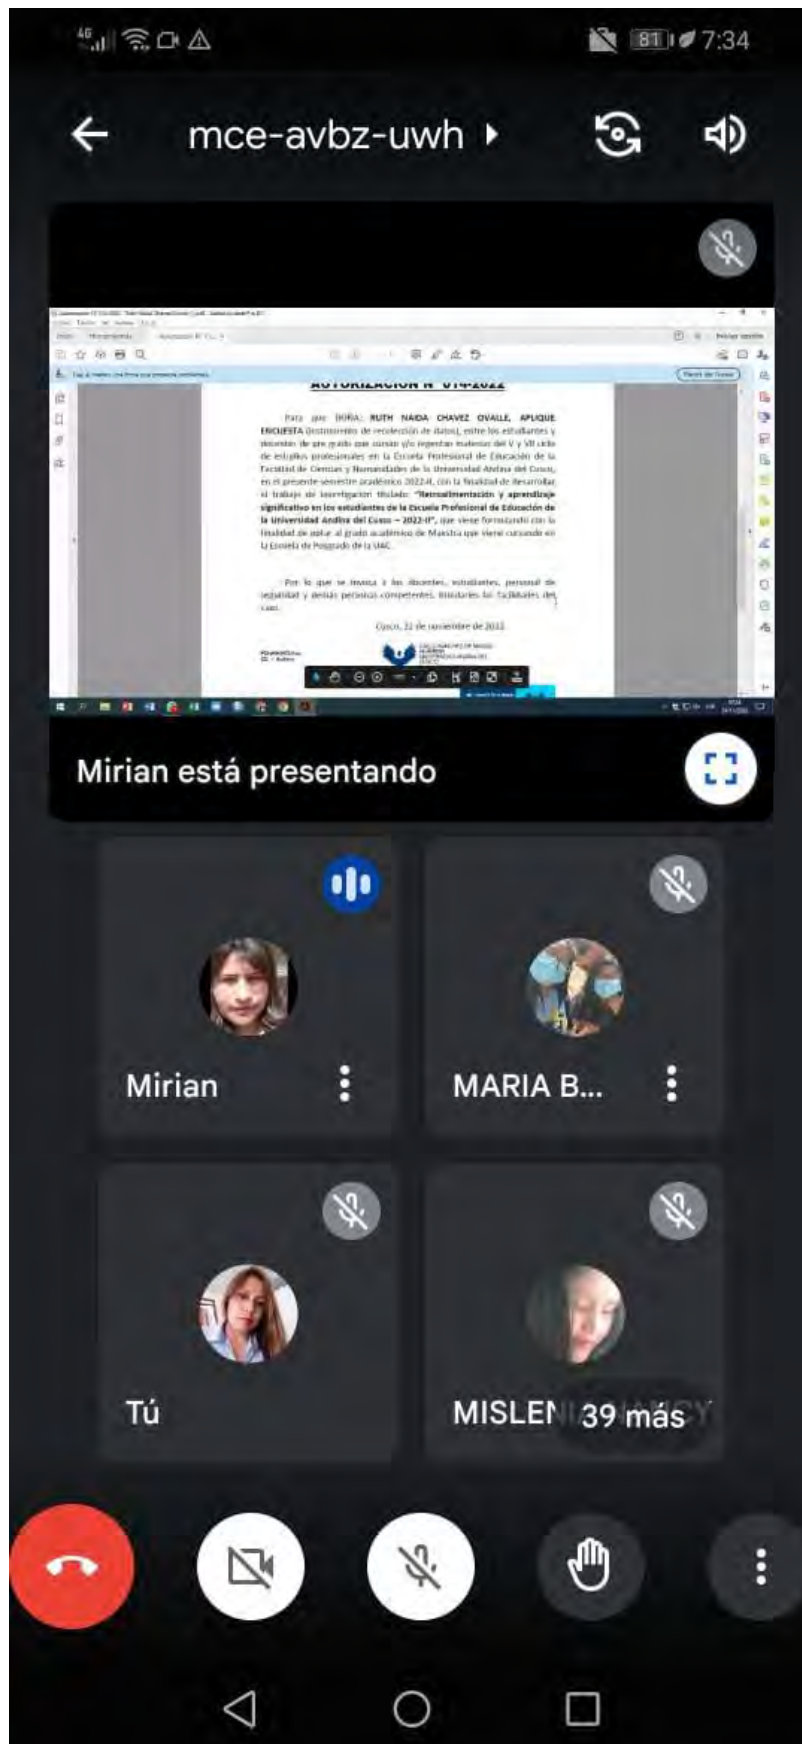 4G 81 7:34
mce-avbz-uwh
AUTORIZACIÓN N° 014-2022
Para que DOÑA: RUTH NAIDA CHAVEZ OVALLE, APLIQUE
ENCUESTA (Instrumento de recolección de datos), entre los estudiantes y
docentes de pre grado que cursan y/o regentan materias del V y VII ciclo
de estudios profesionales en la Escuela Profesional de Educación de la
Facultad de Ciencias y Humanidades de la Universidad Andina del Cusco,
en el presente semestre académico 2022-II, con la finalidad de desarrollar
el trabajo de investigación titulado: "Retroalimentación y aprendizaje
significativo en los estudiantes de la Escuela Profesional de Educación de
la Universidad Andina del Cusco – 2022-II", que viene formulando con la
finalidad de optar al grado académico de Maestra que viene cursando en
la Escuela de Posgrado de la UAC.
Por lo que se invoca a los docentes, estudiantes, personal de
seguridad y demás personas competentes, brindarles las facilidades del
caso.
Cusco, 22 de noviembre de 2022
Mirian está presentando
Mirian
MARIA B...
Tú
MISLEN 39 más